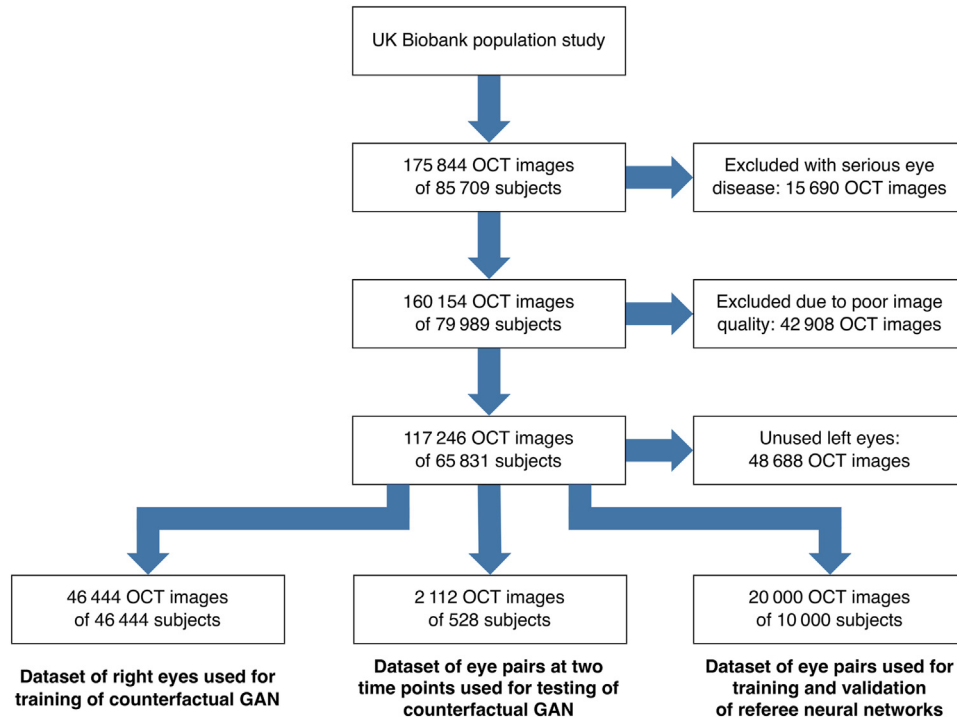 UK Biobank population study
175 844 OCT images
of 85 709 subjects
Excluded with serious eye
disease: 15 690 OCT images
160 154 OCT images
of 79 989 subjects
Excluded due to poor image
quality: 42 908 OCT images
117 246 OCT images
of 65 831 subjects
Unused left eyes:
48 688 OCT images
46 444 OCT images
of 46 444 subjects
2 112 OCT images
of 528 subjects
20 000 OCT images
of 10 000 subjects
Dataset of right eyes used for
training of counterfactual GAN
Dataset of eye pairs at two
time points used for testing of
counterfactual GAN
Dataset of eye pairs used for
training and validation
of referee neural networks